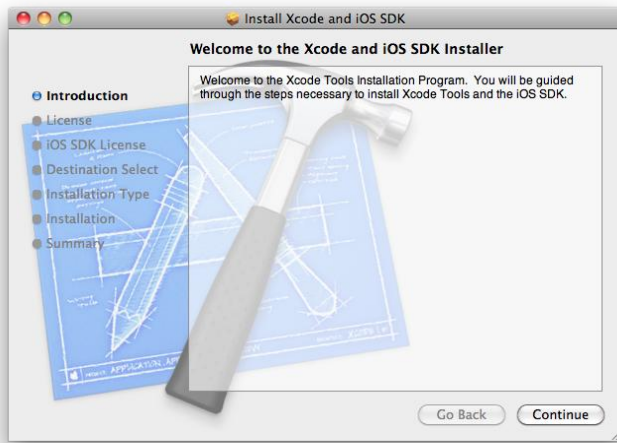 Install Xcode and iOS SDK
Welcome to the Xcode and iOS SDK Installer
Introduction
License
iOS SDK License
Destination Select
Installation Type
Installation
Summary
Welcome to the Xcode Tools Installation Program. You will be guided
through the steps necessary to install Xcode Tools and the iOS SDK.
APPLICATION.APP
Go Back
Continue